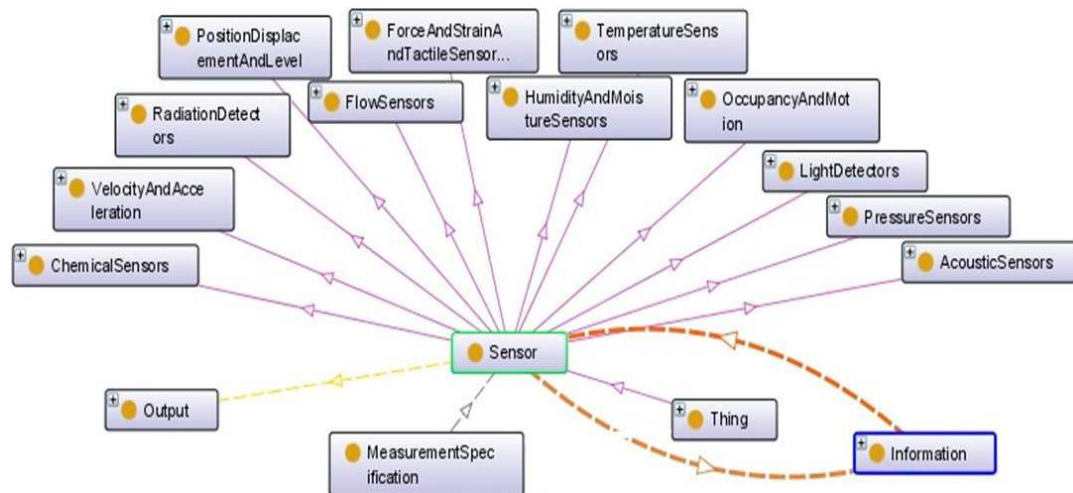 PositionDisplac
ementAndLevel
ForceAndStrainA
ndTactileSensor...
TemperatureSens
ors
RadiationDetect
ors
FlowSensors
HumidityAndMois
tureSensors
OccupancyAndMot
ion
VelocityAndAcce
leration
LightDetectors
PressureSensors
ChemicalSensors
AcousticSensors
Sensor
Output
Thing
MeasurementSpec
ification
Information